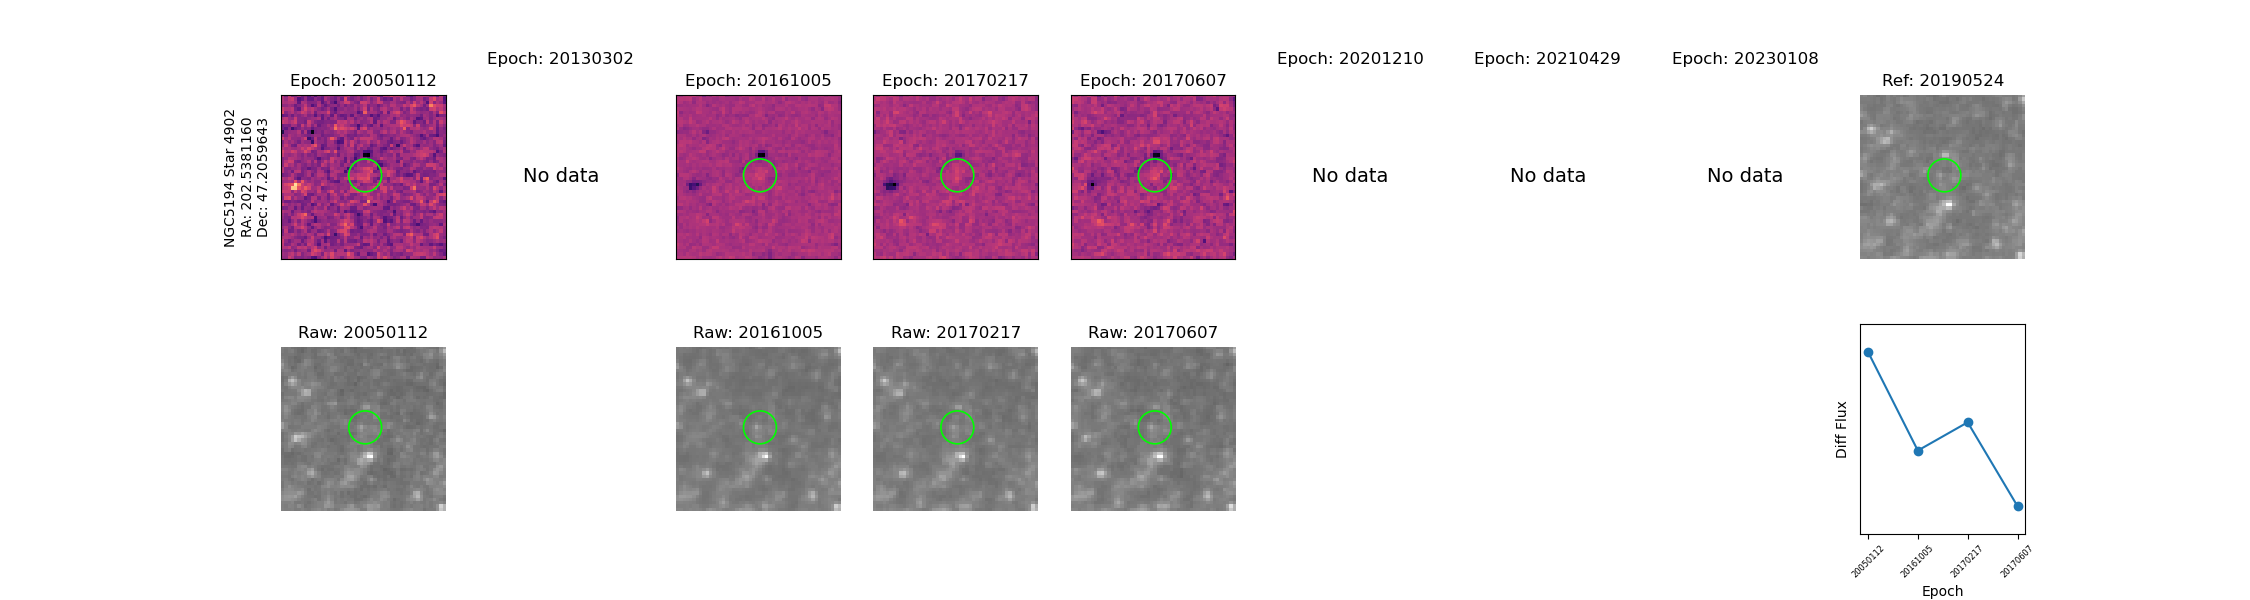 Epoch: 20130302
Epoch: 20201210
Epoch: 20210429
Epoch: 20230108
Epoch: 20050112
Epoch: 20161005
Epoch: 20170217
Epoch: 20170607
Ref: 20190524
NGC5194 Star 4902
RA: 202.5381160
Dec: 47.2059643
No data
No data
No data
No data
Raw: 20050112
Raw: 20161005
Raw: 20170217
Raw: 20170607
Diff Flux
20050112
20161005
20170217
20170607
Epoch